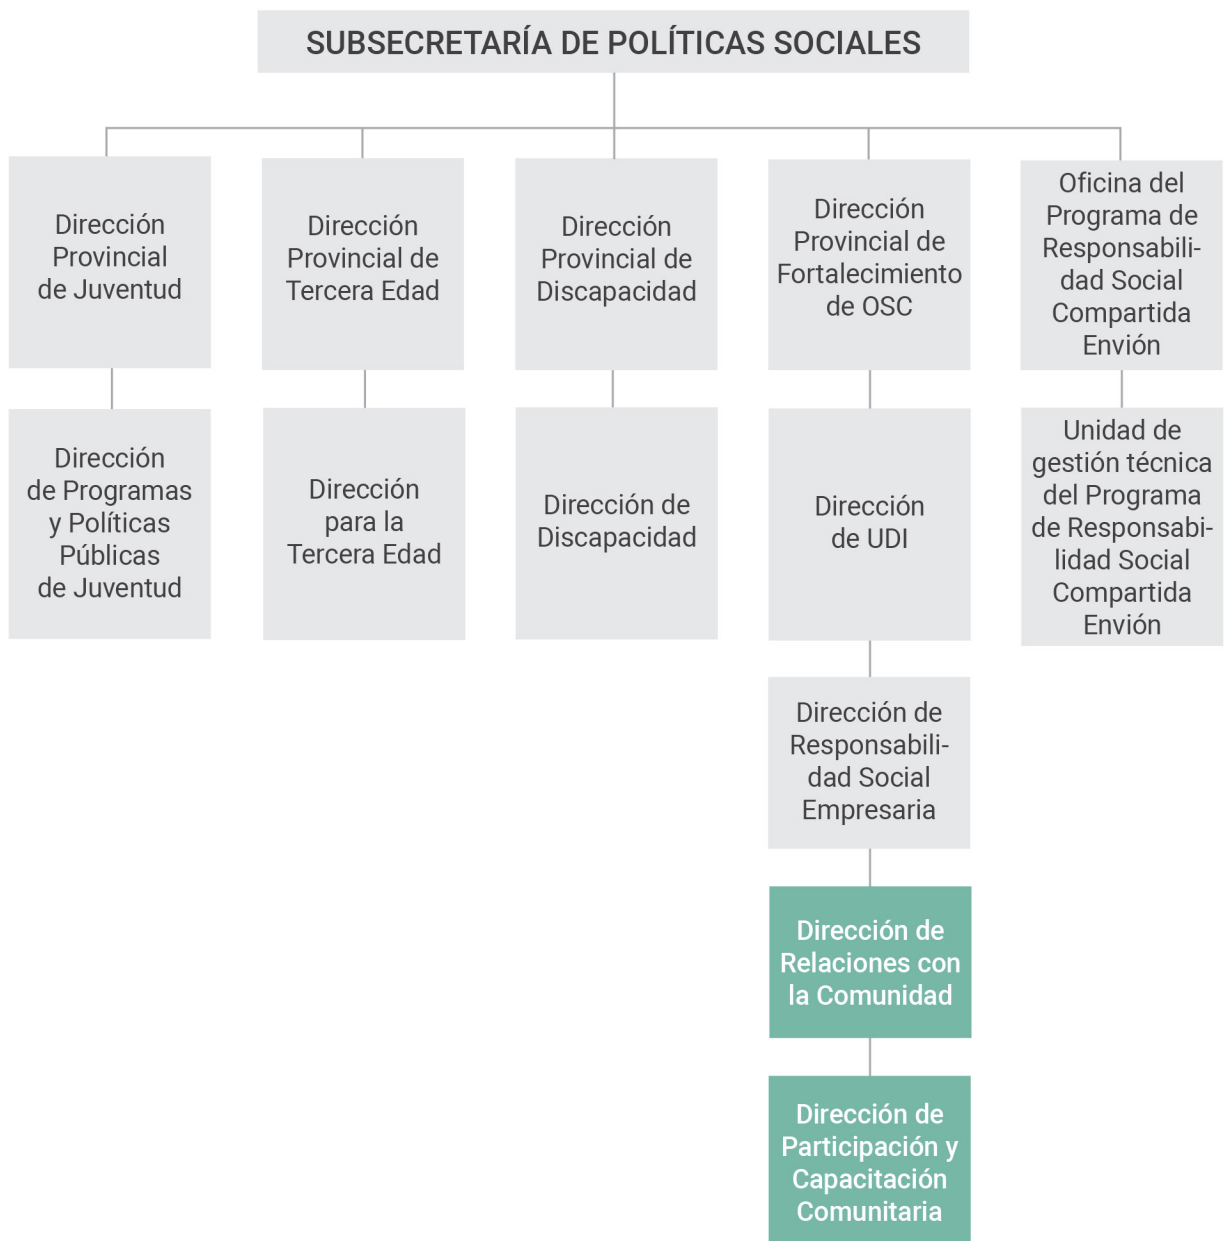 SUBSECRETARÍA DE POLÍTICAS SOCIALES
Dirección
Provincial
de Juventud
Dirección
Provincial de
Tercera Edad
Dirección
Provincial de
Discapacidad
Dirección
Provincial de
Fortalecimiento
de OSC
Oficina del
Programa de
Responsabili-
dad Social
Compartida
Envión
Dirección
de Programas
y Políticas
Públicas
de Juventud
Dirección
para la
Tercera Edad
Dirección de
Discapacidad
Dirección
de UDI
Unidad de
gestión técnica
del Programa
de Responsabi-
lidad Social
Compartida
Envión
Dirección de
Responsabili-
dad Social
Empresaria
Dirección de
Relaciones con
la Comunidad
Dirección de
Participación y
Capacitación
Comunitaria